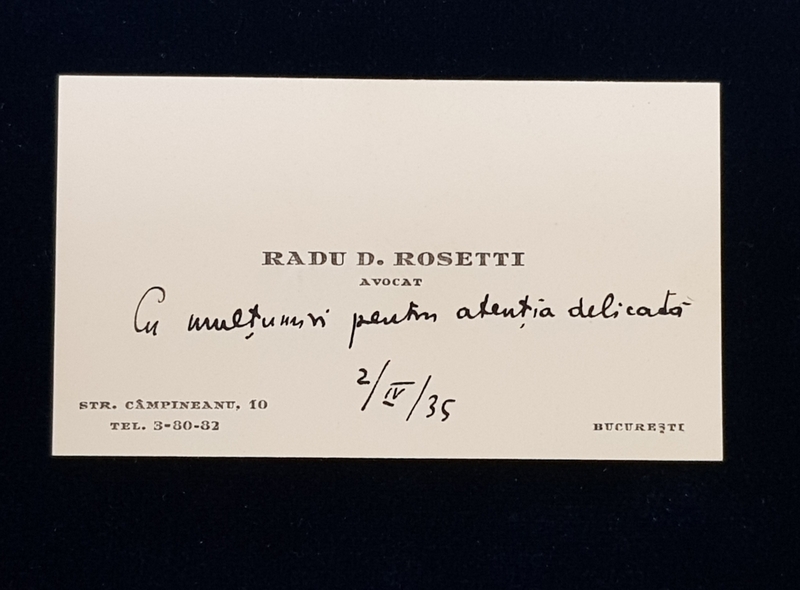 RADU D. ROSETTI
AVOCAT
Cu mulțumiri pentru atenția delicată
2/IV/35
STR. CÂMPINEANU, 10
TEL. 3-80-82
BUCUREȘTI